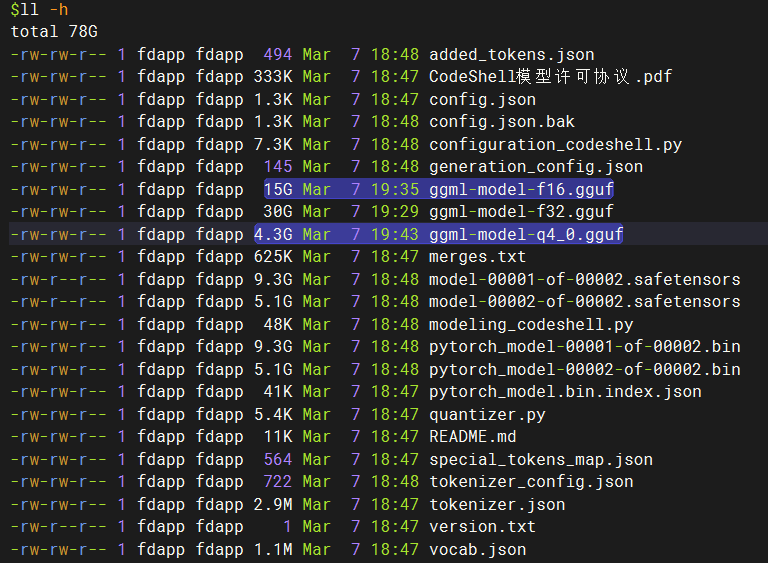 $ll -h
total 78G
-rw-rw-r-- 1 fdapp fdapp  494 Mar  7 18:48 added_tokens.json
-rw-rw-r-- 1 fdapp fdapp 333K Mar  7 18:47 CodeShell模型许可协议.pdf
-rw-rw-r-- 1 fdapp fdapp 1.3K Mar  7 18:47 config.json
-rw-rw-r-- 1 fdapp fdapp 1.3K Mar  7 18:48 config.json.bak
-rw-rw-r-- 1 fdapp fdapp 7.3K Mar  7 18:48 configuration_codeshell.py
-rw-rw-r-- 1 fdapp fdapp  145 Mar  7 18:48 generation_config.json
-rw-rw-r-- 1 fdapp fdapp  15G Mar  7 19:35 ggml-model-f16.gguf
-rw-rw-r-- 1 fdapp fdapp  30G Mar  7 19:29 ggml-model-f32.gguf
-rw-rw-r-- 1 fdapp fdapp 4.3G Mar  7 19:43 ggml-model-q4_0.gguf
-rw-rw-r-- 1 fdapp fdapp 625K Mar  7 18:47 merges.txt
-rw-r--r-- 1 fdapp fdapp 9.3G Mar  7 18:48 model-00001-of-00002.safetensors
-rw-r--r-- 1 fdapp fdapp 5.1G Mar  7 18:48 model-00002-of-00002.safetensors
-rw-rw-r-- 1 fdapp fdapp  48K Mar  7 18:48 modeling_codeshell.py
-rw-rw-r-- 1 fdapp fdapp 9.3G Mar  7 18:48 pytorch_model-00001-of-00002.bin
-rw-rw-r-- 1 fdapp fdapp 5.1G Mar  7 18:48 pytorch_model-00002-of-00002.bin
-rw-rw-r-- 1 fdapp fdapp  41K Mar  7 18:47 pytorch_model.bin.index.json
-rw-rw-r-- 1 fdapp fdapp 5.4K Mar  7 18:47 quantizer.py
-rw-rw-r-- 1 fdapp fdapp  11K Mar  7 18:47 README.md
-rw-rw-r-- 1 fdapp fdapp  564 Mar  7 18:47 special_tokens_map.json
-rw-rw-r-- 1 fdapp fdapp  722 Mar  7 18:48 tokenizer_config.json
-rw-rw-r-- 1 fdapp fdapp 2.9M Mar  7 18:47 tokenizer.json
-rw-r--r-- 1 fdapp fdapp    1 Mar  7 18:47 version.txt
-rw-rw-r-- 1 fdapp fdapp 1.1M Mar  7 18:47 vocab.json